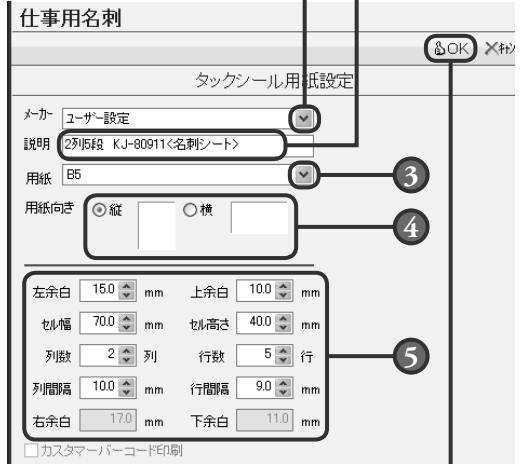 仕事用名刺
OK ｷｬﾝ
タックシール用紙設定
メーカー ユーザー設定
説明 2列5段 KJ-80911<名刺シート>
用紙 B5
3
用紙向き 縦 横
4
左余白 15.0 mm 上余白 10.0 mm
セル幅 70.0 mm セル高さ 40.0 mm
列数 2 列 行数 5 行
5
列間隔 10.0 mm 行間隔 9.0 mm
右余白 17.0 mm 下余白 11.0 mm
カスタマーバーコード印刷